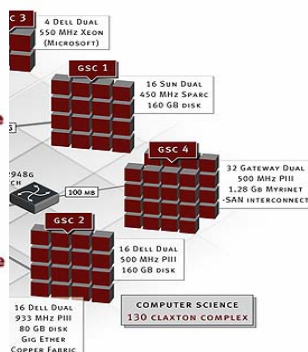 C 3
4 Dell Dual
550 MHz Xeon
(Microsoft)
GSC 1
16 Sun Dual
450 MHz Sparc
160 GB disk
GSC 4
2948G
CH
100 MB
32 Gateway Dual
500 MHz PIII
1.28 GB Myrinet
-SAN interconnect
GSC 2
16 Dell Dual
500 MHz PIII
160 GB disk
16 Dell Dual
933 MHz PIII
80 GB disk
Gig Ether
Copper Fabric
COMPUTER SCIENCE
130 CLAXTON COMPLEX